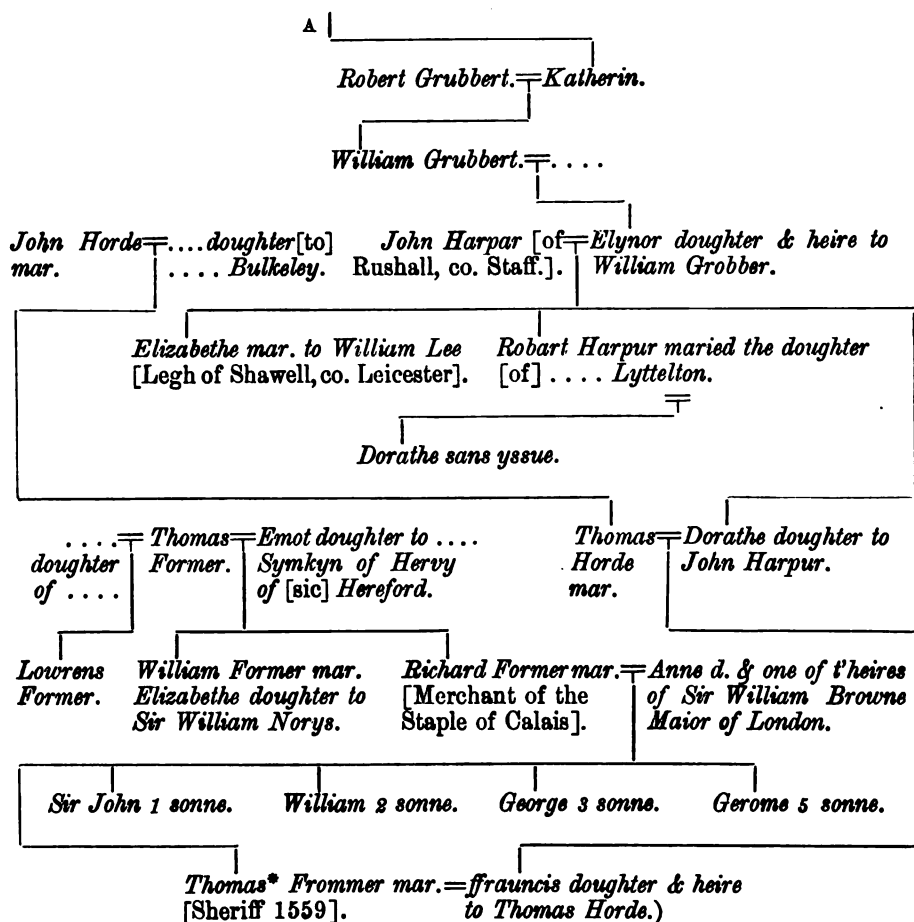 A
Robert Grubbert. Katherin.
William Grubbert. . . . .
John Horde . . . . doughter [to] John Harpar [of Elynor doughter & heire to
mar. . . . . Bulkeley. Rushall, co. Staff.]. William Grobber.
Elizabethe mar. to William Lee Robart Harpur maried the doughter
[Legh of Shawell, co. Leicester]. [of] . . . . Lyttelton.
Dorathe sans yssue.
. . . . = Thomas Emot doughter to . . . . Thomas Dorathe doughter to
doughter Former. Symkyn of Hervy Horde John Harpur.
of . . . . of [sic] Hereford. mar.
Lowrens William Former mar. Richard Former mar. Anne d. & one of t'heires
Former. Elizabethe doughter to [Merchant of the of Sir William Browne
Sir William Norys. Staple of Calais]. Maior of London.
Sir John 1 sonne. William 2 sonne. George 3 sonne. Gerome 5 sonne.
Thomas* Frommer mar. = ffrauncis doughter & heire
[Sheriff 1559]. to Thomas Horde.)